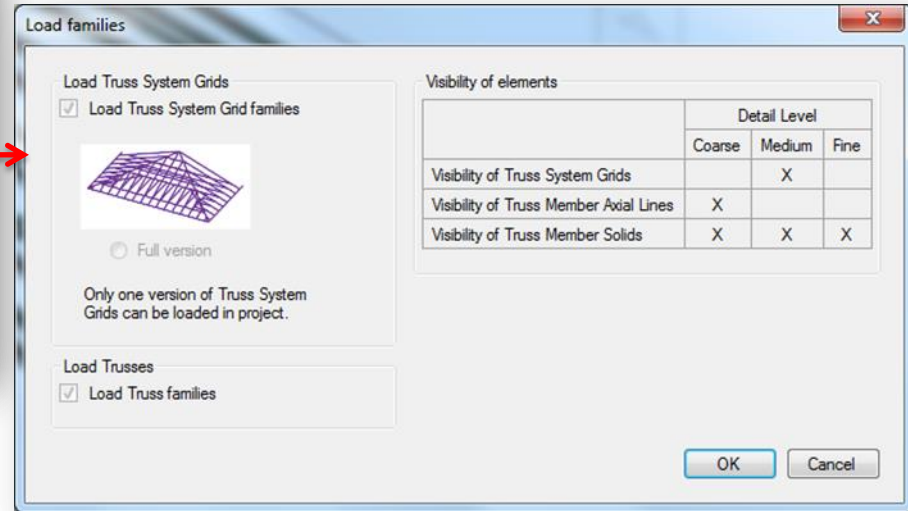 Load families
Load Truss System Grids
Load Truss System Grid families
Full version
Only one version of Truss System
Grids can be loaded in project.
Load Trusses
Load Truss families
Visibility of elements
Detail Level
Coarse Medium Fine
Visibility of Truss System Grids X
Visibility of Truss Member Axial Lines X
Visibility of Truss Member Solids X X X
OK Cancel